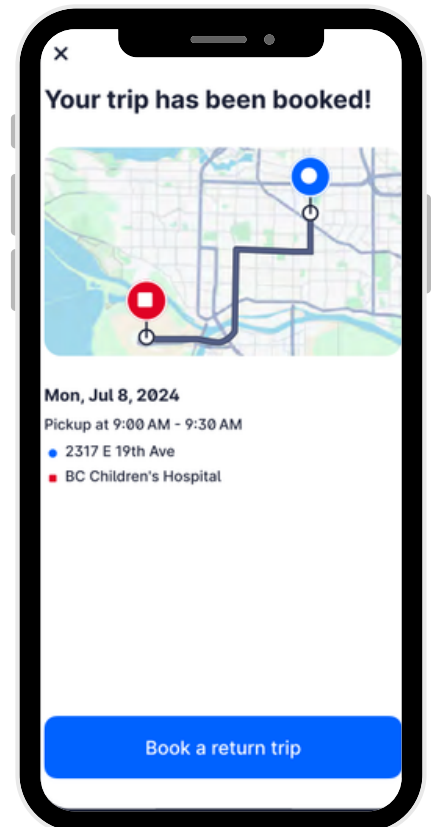 Your trip has been booked!
Mon, Jul 8, 2024
Pickup at 9:00 AM - 9:30 AM
2317 E 19th Ave
BC Children's Hospital
Book a return trip